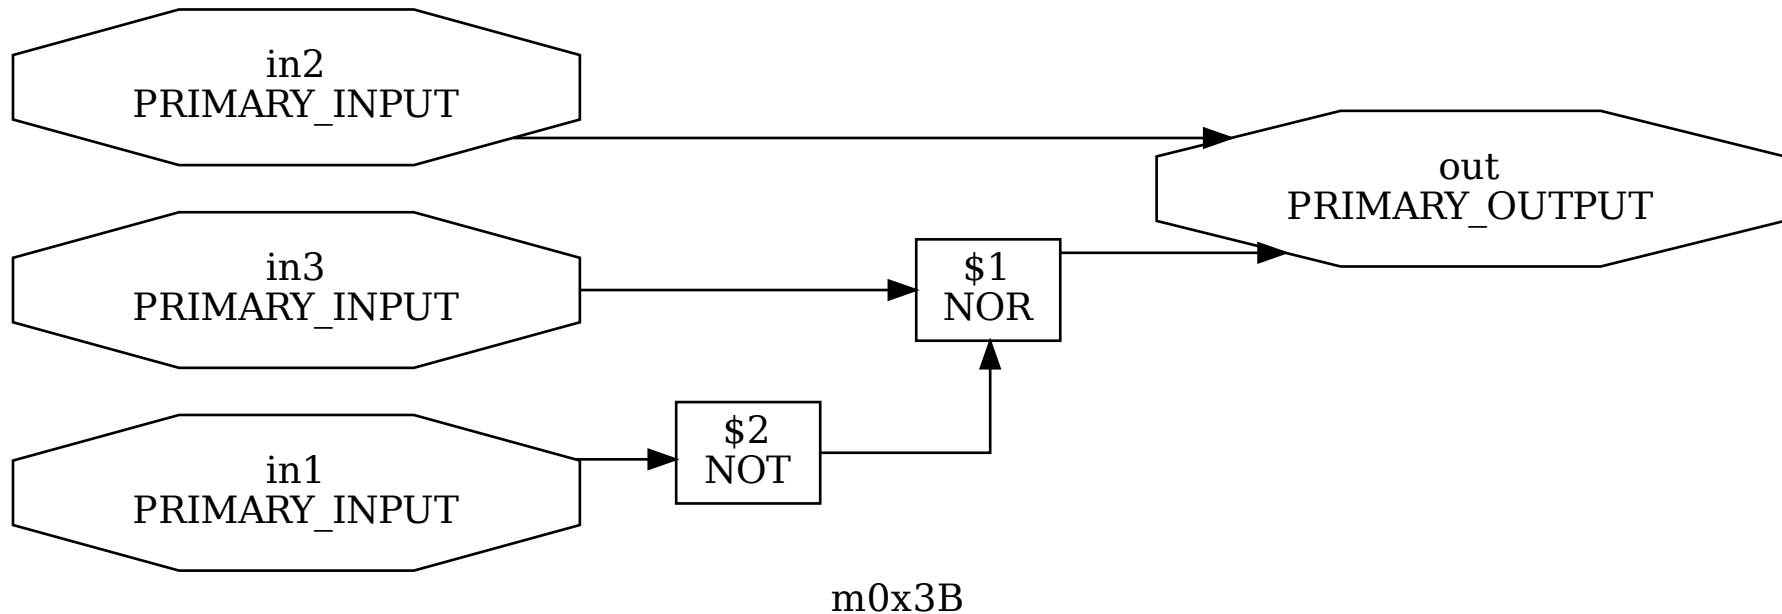 in2
PRIMARY_INPUT
out
PRIMARY_OUTPUT
in3
PRIMARY_INPUT
$1
NOR
$2
NOT
in1
PRIMARY_INPUT
m0x3B